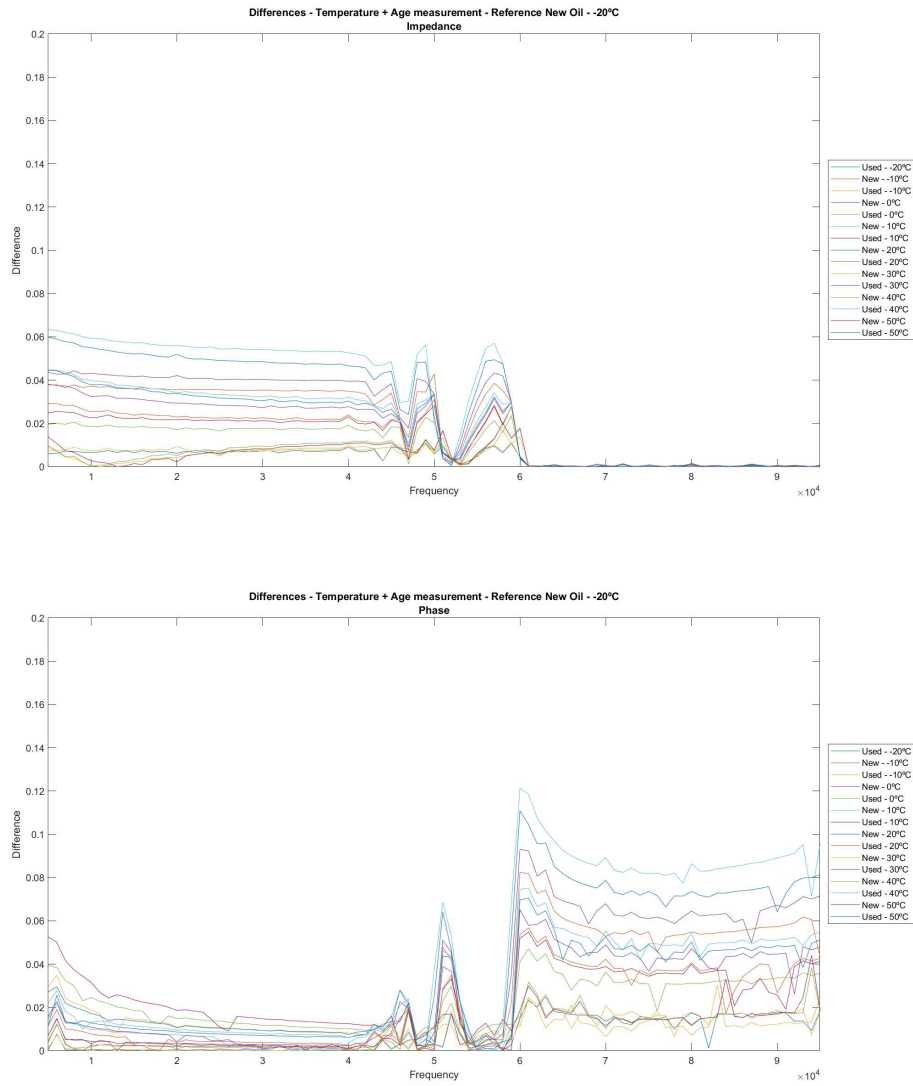 Differences - Temperature + Age measurement - Reference New Oil - -20ºC
Impedance
0.2
0.18
0.16
0.14
0.12
0.1
0.08
0.06
0.04
0.02
0
Difference
1
2
3
4
5
6
7
8
9
×10⁴
Frequency
Used - -20ºC
New - -10ºC
Used - -10ºC
New - 0ºC
Used - 0ºC
New - 10ºC
Used - 10ºC
New - 20ºC
Used - 20ºC
New - 30ºC
Used - 30ºC
New - 40ºC
Used - 40ºC
New - 50ºC
Used - 50ºC
Differences - Temperature + Age measurement - Reference New Oil - -20ºC
Phase
0.2
0.18
0.16
0.14
0.12
0.1
0.08
0.06
0.04
0.02
0
Difference
1
2
3
4
5
6
7
8
9
×10⁴
Frequency
Used - -20ºC
New - -10ºC
Used - -10ºC
New - 0ºC
Used - 0ºC
New - 10ºC
Used - 10ºC
New - 20ºC
Used - 20ºC
New - 30ºC
Used - 30ºC
New - 40ºC
Used - 40ºC
New - 50ºC
Used - 50ºC